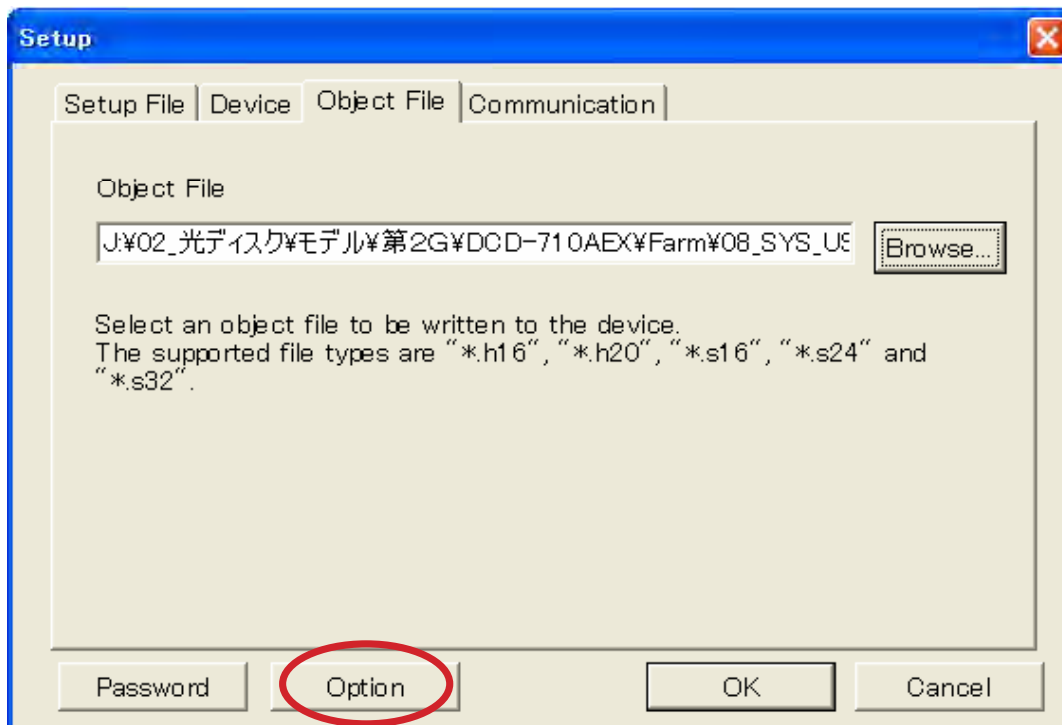 Setup
Setup File Device Object File Communication
Object File
J:¥02_光ディスク¥モデル¥第2G¥DCD-710AEX¥Farm¥08_SYS_US
Browse...
Select an object file to be written to the device.
The supported file types are "*.h16", "*.h20", "*.s16", "*.s24" and
"*.s32".
Password Option OK Cancel